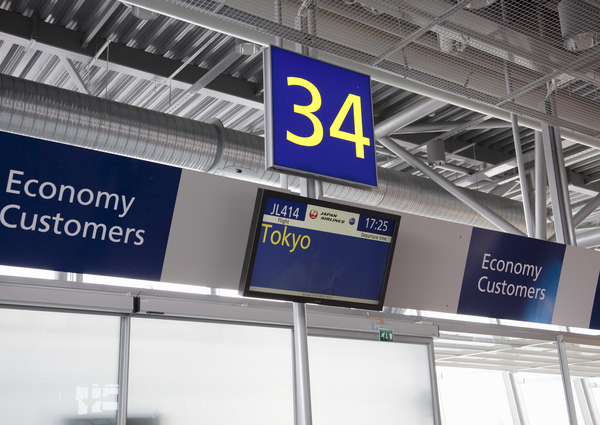 34
Economy
Customers
JL414
Flight
JAPAN
AIRLINES
17:25
Departure time
Tokyo
Economy
Customers